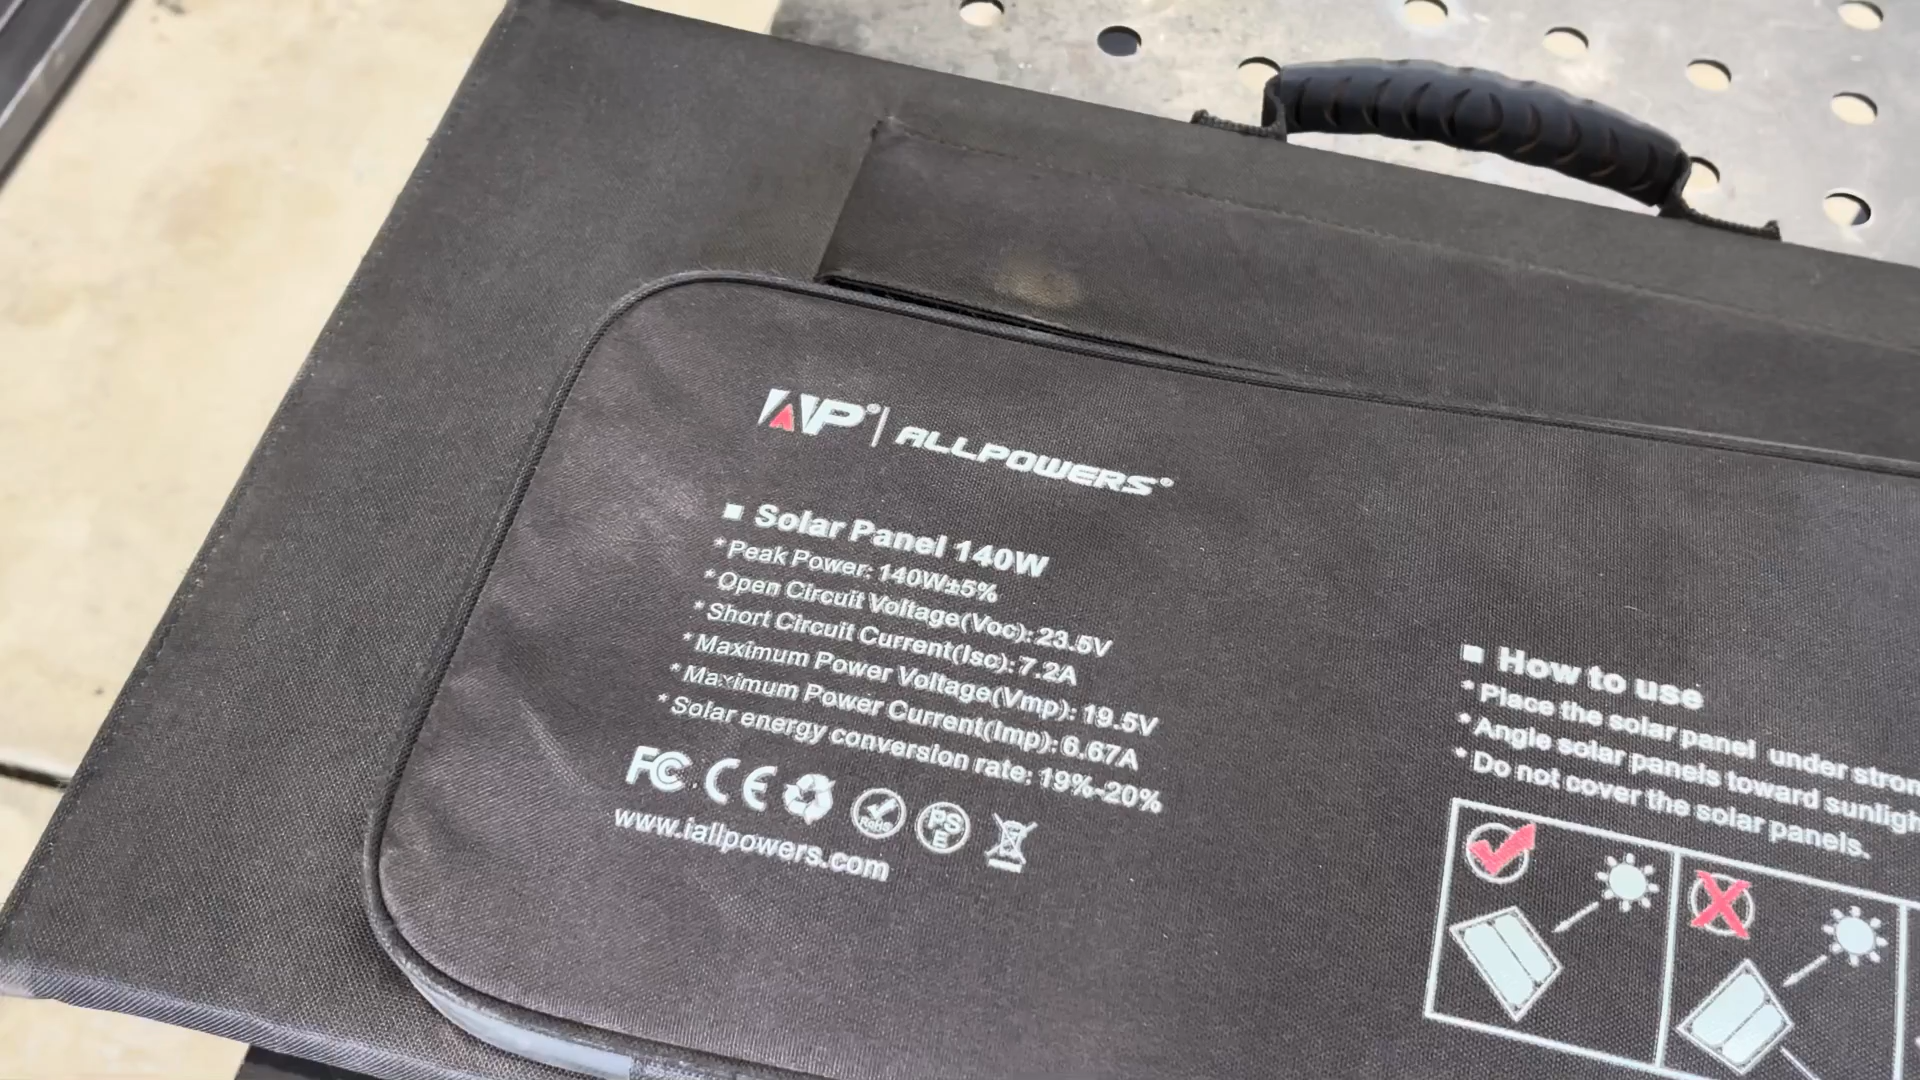 AP® | ALLPOWERS®
■ Solar Panel 140W
* Peak Power: 140W±5%
* Open Circuit Voltage(Voc): 23.5V
* Short Circuit Current(Isc): 7.2A
* Maximum Power Voltage(Vmp): 19.5V
* Maximum Power Current(Imp): 6.67A
* Solar energy conversion rate: 19%-20%
FC CE RoHS PSE
www.iallpowers.com
■ How to use
* Place the solar panel under
* Angle solar panels toward
* Do not cover the solar panels.